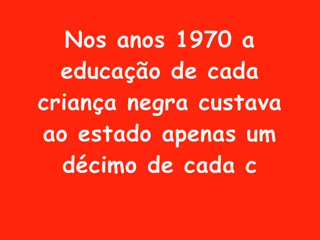 Nos anos 1970 a
educação de cada
criança negra custava
ao estado apenas um
décimo de cada c